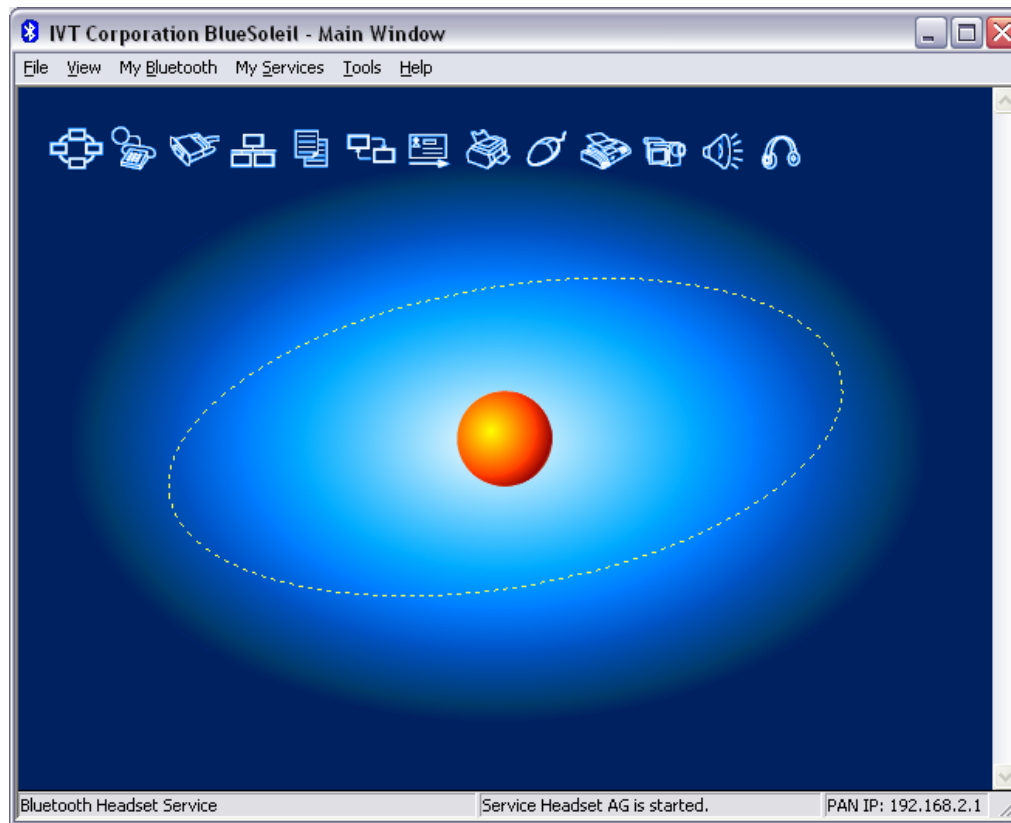 IVT Corporation BlueSoleil - Main Window
File View My Bluetooth My Services Tools Help
Bluetooth Headset Service Service Headset AG is started. PAN IP: 192.168.2.1